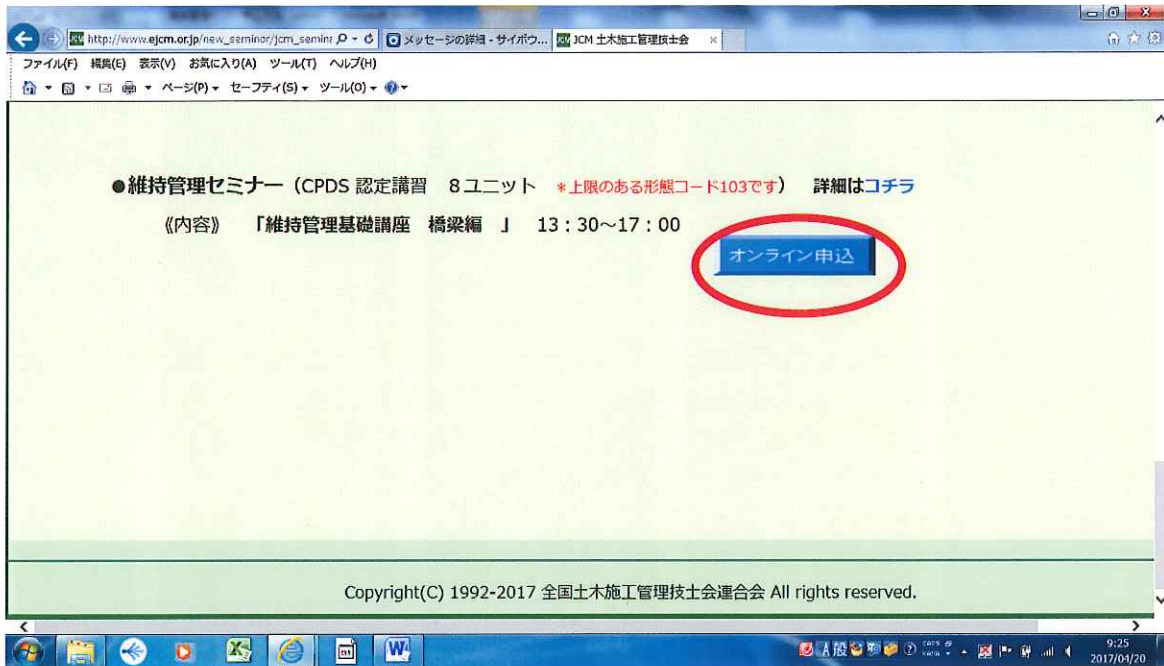 http://www.ejcm.or.jp/new_seminor/jcm_semin
メッセージの詳細 - サイボウ...
JCM 土木施工管理技士会
ファイル(F) 編集(E) 表示(V) お気に入り(A) ツール(T) ヘルプ(H)
ページ(P) セーフティ(S) ツール(O)
●維持管理セミナー（CPDS 認定講習 8ユニット ＊上限のある形態コード103です） 詳細はコチラ
《内容》 「維持管理基礎講座 橋梁編 」 13：30～17：00
オンライン申込
Copyright(C) 1992-2017 全国土木施工管理技士会連合会 All rights reserved.
A 般
9:25
2017/04/20